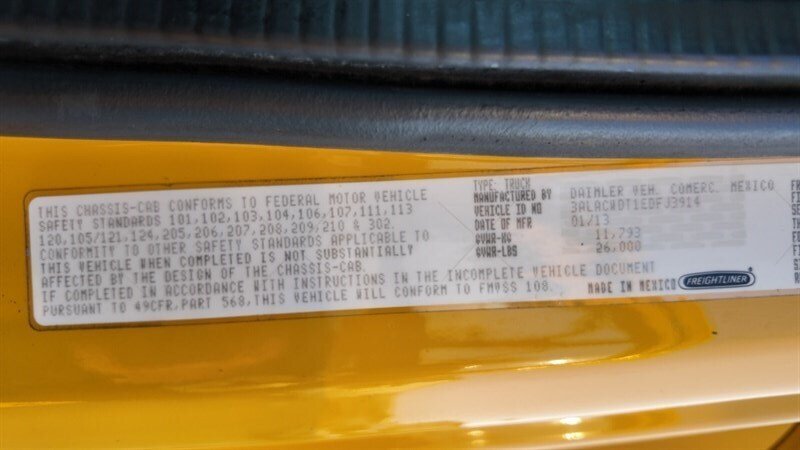 THIS CHASSIS-CAB CONFORMS TO FEDERAL MOTOR VEHICLE
SAFETY STANDARDS 101,102,103,104,106,107,111,113
120,105/121,124,205,206,207,208,209,210 & 302.
CONFORMITY TO OTHER SAFETY STANDARDS APPLICABLE TO
THIS VEHICLE WHEN COMPLETED IS NOT SUBSTANTIALLY
AFFECTED BY THE DESIGN OF THE CHASSIS-CAB.
IF COMPLETED IN ACCORDANCE WITH INSTRUCTIONS IN THE INCOMPLETE VEHICLE DOCUMENT
PURSUANT TO 49CFR,PART 568,THIS VEHICLE WILL CONFORM TO FMVSS 108.
TYPE: TRUCK
MANUFACTURED BY DAIMLER VEH. COMERC. MEXICO
VEHICLE ID NO 3ALACWDT1EDFJ3914
DATE OF MFR 01/13
GVWR-KG 11,793
GVWR-LBS 26,000
MADE IN MEXICO
FREIGHTLINER